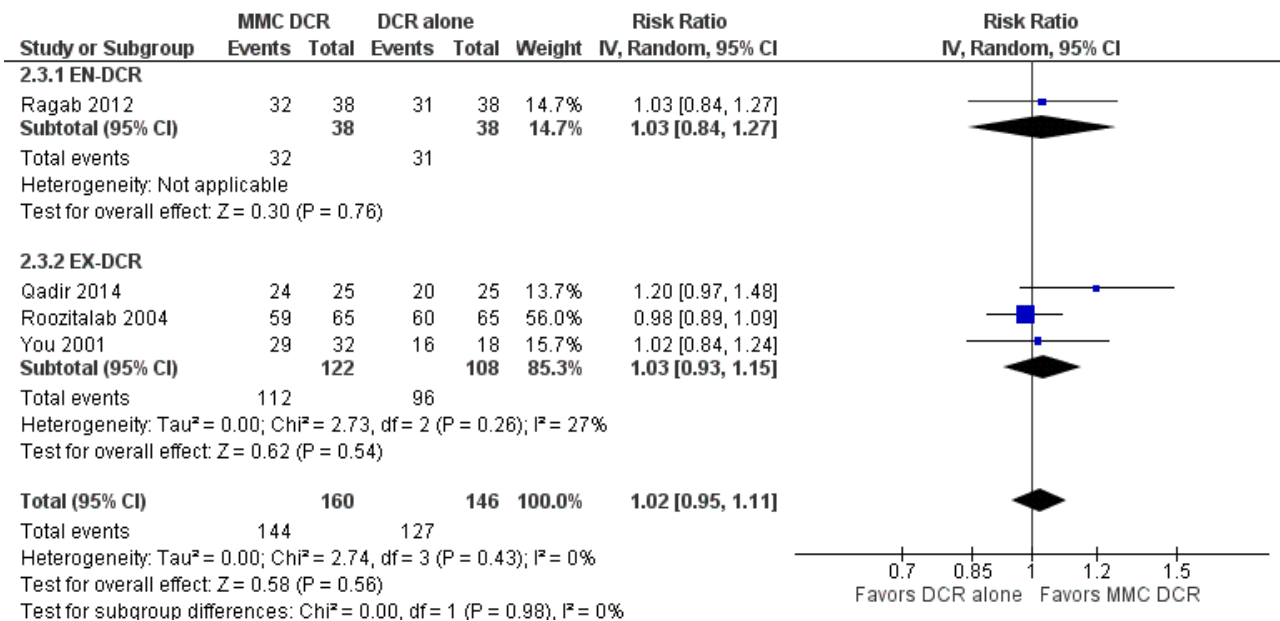 MMC DCR DCR alone Risk Ratio Risk Ratio
Study or Subgroup Events Total Events Total Weight IV, Random, 95% CI IV, Random, 95% CI
2.3.1 EN-DCR
Ragab 2012 32 38 31 38 14.7% 1.03 [0.84, 1.27]
Subtotal (95% CI) 38 38 14.7% 1.03 [0.84, 1.27]
Total events 32 31
Heterogeneity: Not applicable
Test for overall effect: Z = 0.30 (P = 0.76)
2.3.2 EX-DCR
Qadir 2014 24 25 20 25 13.7% 1.20 [0.97, 1.48]
Roozitalab 2004 59 65 60 65 56.0% 0.98 [0.89, 1.09]
You 2001 29 32 16 18 15.7% 1.02 [0.84, 1.24]
Subtotal (95% CI) 122 108 85.3% 1.03 [0.93, 1.15]
Total events 112 96
Heterogeneity: Tau² = 0.00; Chi² = 2.73, df = 2 (P = 0.26); I² = 27%
Test for overall effect: Z = 0.62 (P = 0.54)
Total (95% CI) 160 146 100.0% 1.02 [0.95, 1.11]
Total events 144 127
Heterogeneity: Tau² = 0.00; Chi² = 2.74, df = 3 (P = 0.43); I² = 0%
Test for overall effect: Z = 0.58 (P = 0.56)
Test for subgroup differences: Chi² = 0.00, df = 1 (P = 0.98), I² = 0%
0.7 0.85 1 1.2 1.5
Favors DCR alone Favors MMC DCR